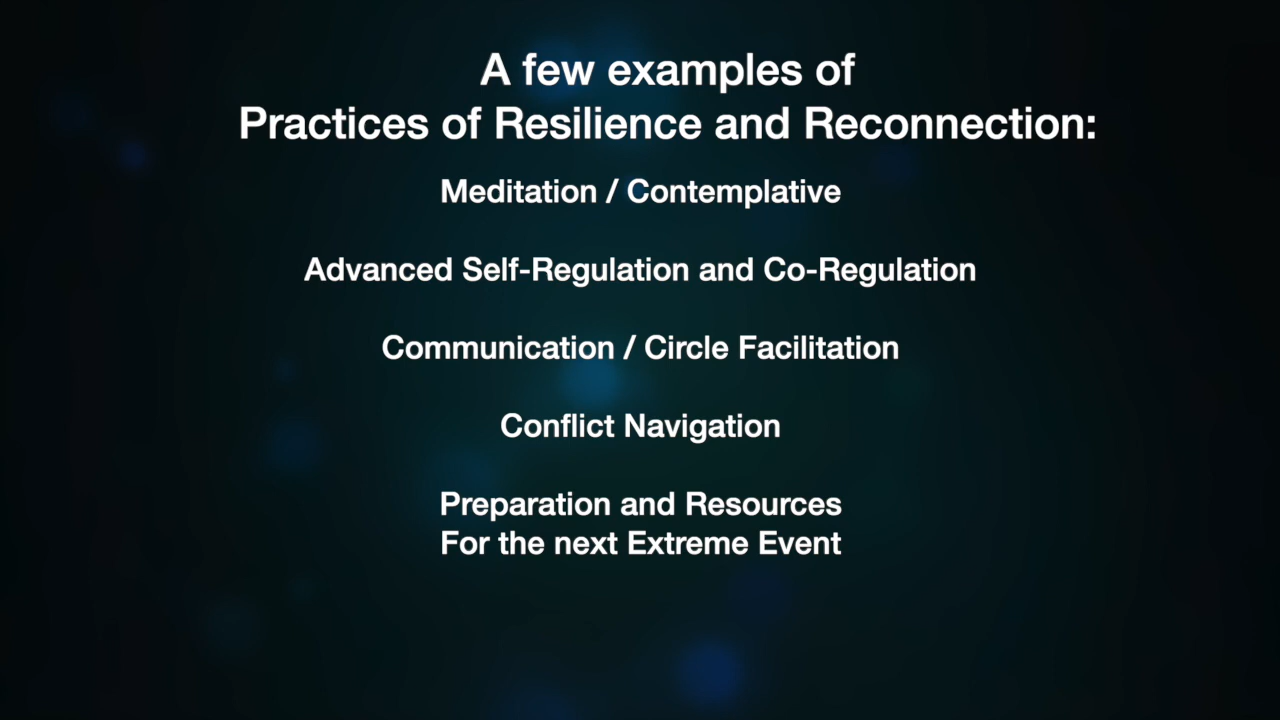 A few examples of
Practices of Resilience and Reconnection:
Meditation / Contemplative
Advanced Self-Regulation and Co-Regulation
Communication / Circle Facilitation
Conflict Navigation
Preparation and Resources
For the next Extreme Event